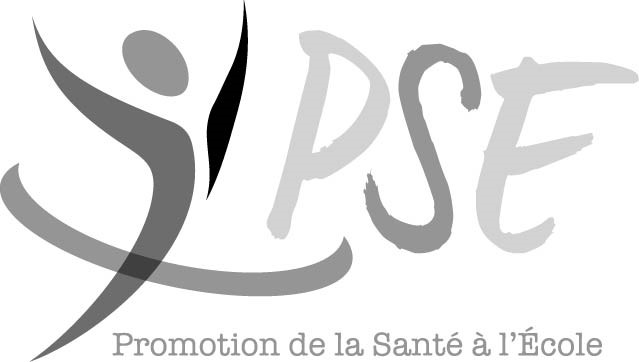 PSE
Promotion de la Santé à l'École